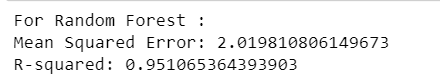 For Random Forest :
Mean Squared Error: 2.019810806149673
R-squared: 0.951065364393903